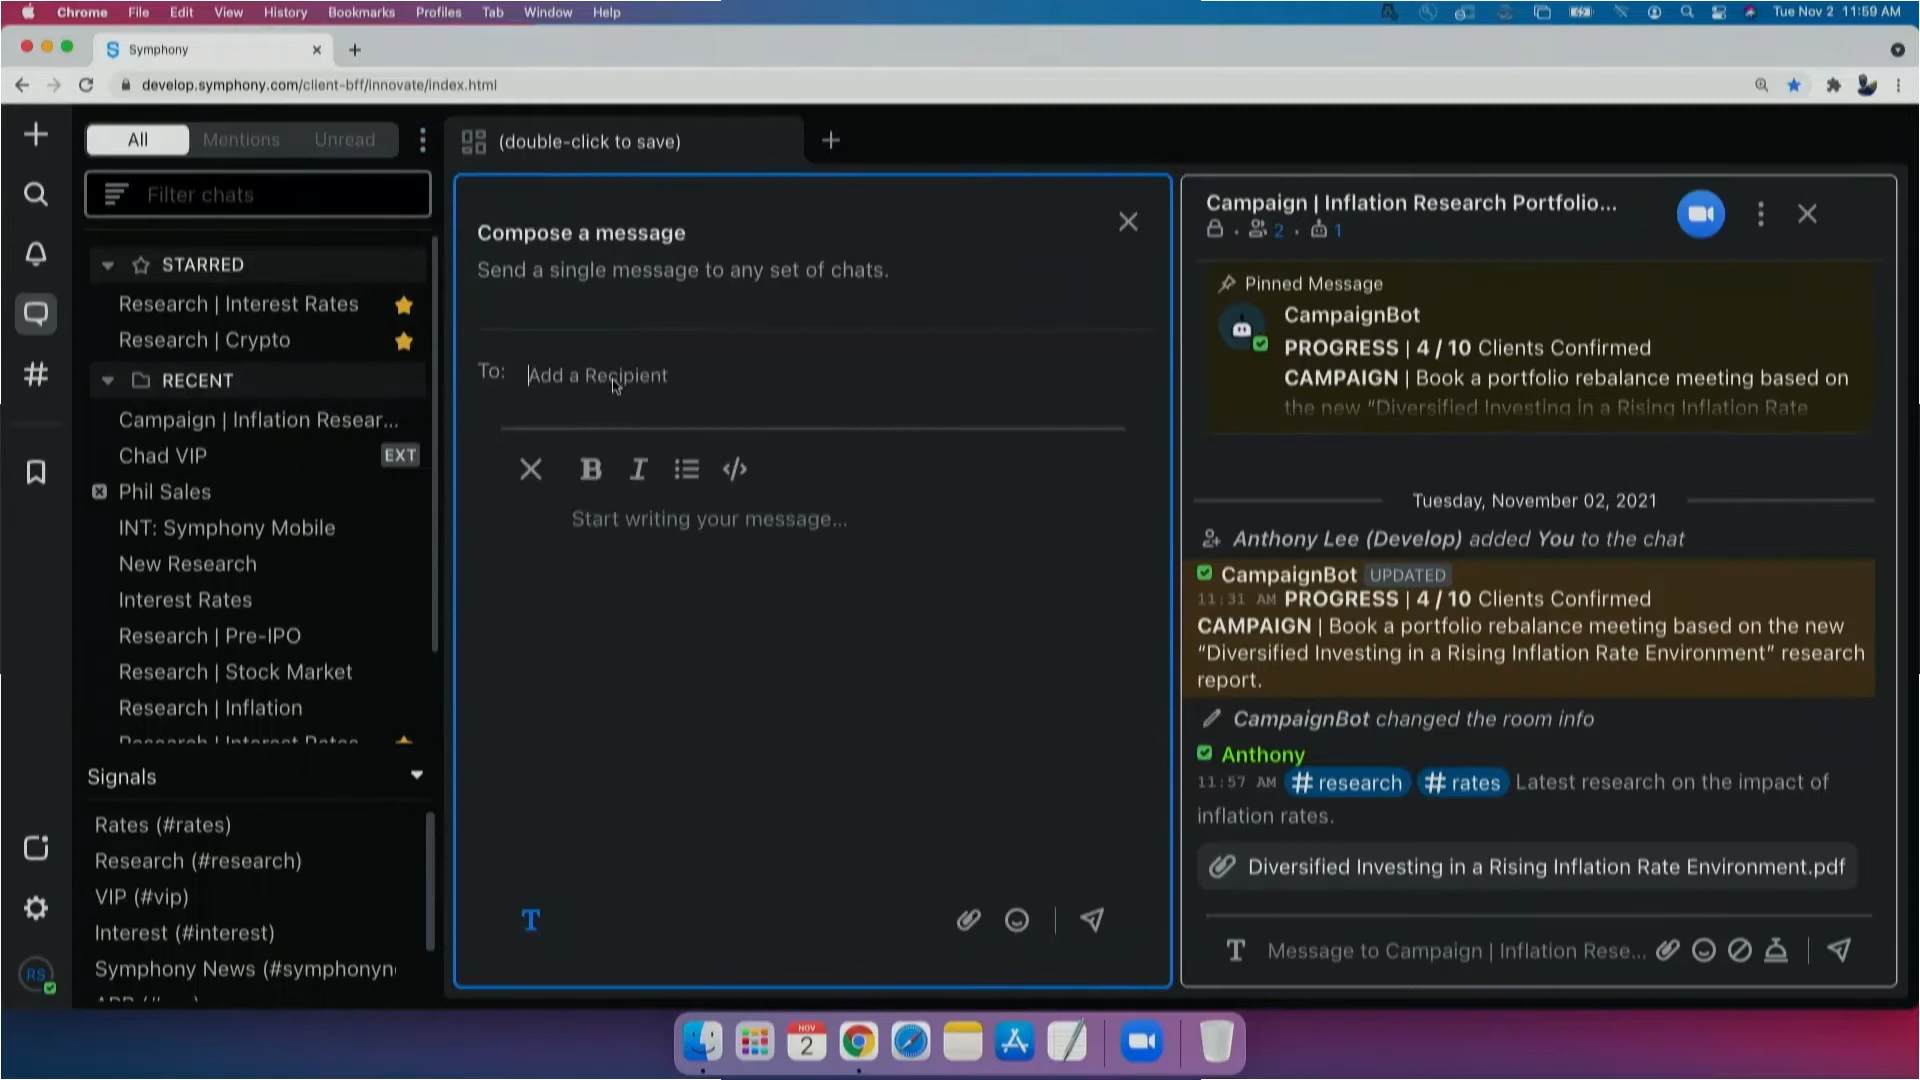 Chrome File Edit View History Bookmarks Profiles Tab Window Help
Tue Nov 2 11:59 AM
Symphony
develop.symphony.com/client-bff/innovate/index.html
All Mentions Unread
Filter chats
STARRED
Research | Interest Rates
Research | Crypto
RECENT
Campaign | Inflation Resear...
Chad VIP EXT
Phil Sales
INT: Symphony Mobile
New Research
Interest Rates
Research | Pre-IPO
Research | Stock Market
Research | Inflation
Research | Interest Rates
Signals
Rates (#rates)
Research (#research)
VIP (#vip)
Interest (#interest)
Symphony News (#symphonyn
RS
(double-click to save)
Compose a message
Send a single message to any set of chats.
To: Add a Recipient
B I </>
Start writing your message...
T
Campaign | Inflation Research Portfolio...
2 1
Pinned Message
CampaignBot
PROGRESS | 4 / 10 Clients Confirmed
CAMPAIGN | Book a portfolio rebalance meeting based on
the new “Diversified Investing in a Rising Inflation Rate
Tuesday, November 02, 2021
Anthony Lee (Develop) added You to the chat
CampaignBot UPDATED
11:31 AM PROGRESS | 4 / 10 Clients Confirmed
CAMPAIGN | Book a portfolio rebalance meeting based on the new
“Diversified Investing in a Rising Inflation Rate Environment” research
report.
CampaignBot changed the room info
Anthony
11:57 AM # research # rates Latest research on the impact of
inflation rates.
Diversified Investing in a Rising Inflation Rate Environment.pdf
T Message to Campaign | Inflation Rese...
NOV
2